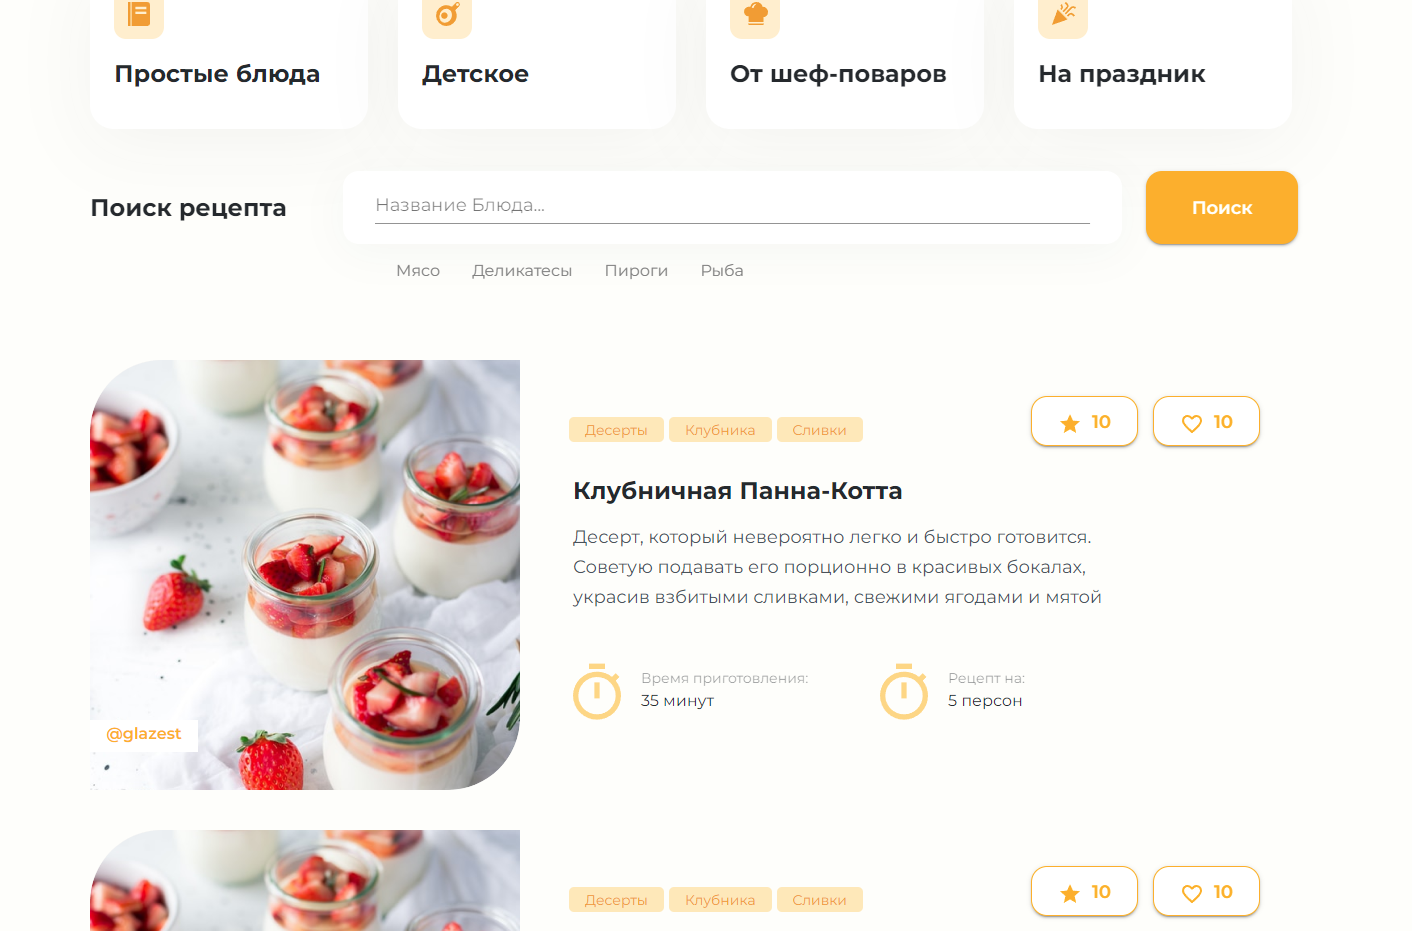 Простые блюда
Детское
От шеф-поваров
На праздник
Поиск рецепта
Название Блюда...
Поиск
Мясо
Деликатесы
Пироги
Рыба
Десерты
Клубника
Сливки
10
10
Клубничная Панна-Котта
Десерт, который невероятно легко и быстро готовится.
Советую подавать его порционно в красивых бокалах,
украсив взбитыми сливками, свежими ягодами и мятой
Время приготовления:
35 минут
Рецепт на:
5 персон
@glazest
Десерты
Клубника
Сливки
10
10